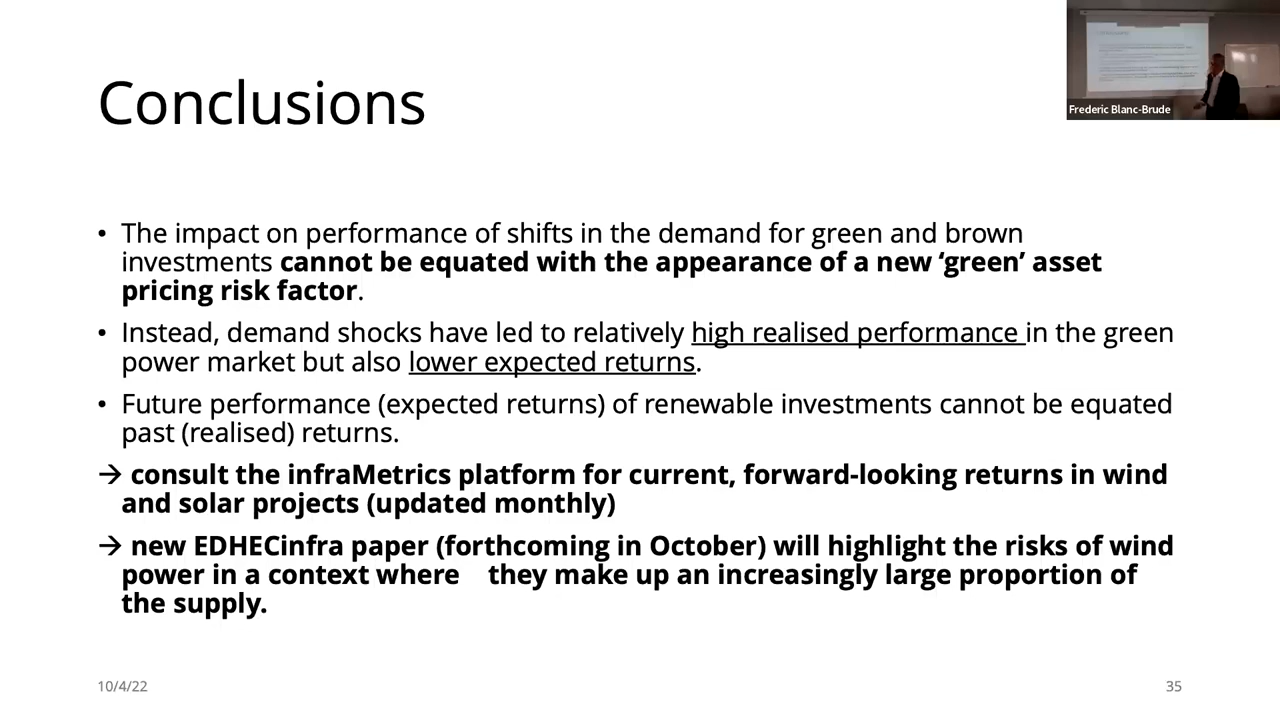 Conclusions
Frederic Blanc-Brude
• The impact on performance of shifts in the demand for green and brown
investments cannot be equated with the appearance of a new ‘green’ asset
pricing risk factor.
• Instead, demand shocks have led to relatively high realised performance in the green
power market but also lower expected returns.
• Future performance (expected returns) of renewable investments cannot be equated
past (realised) returns.
→ consult the infraMetrics platform for current, forward-looking returns in wind
and solar projects (updated monthly)
→ new EDHECinfra paper (forthcoming in October) will highlight the risks of wind
power in a context where they make up an increasingly large proportion of
the supply.
10/4/22
35